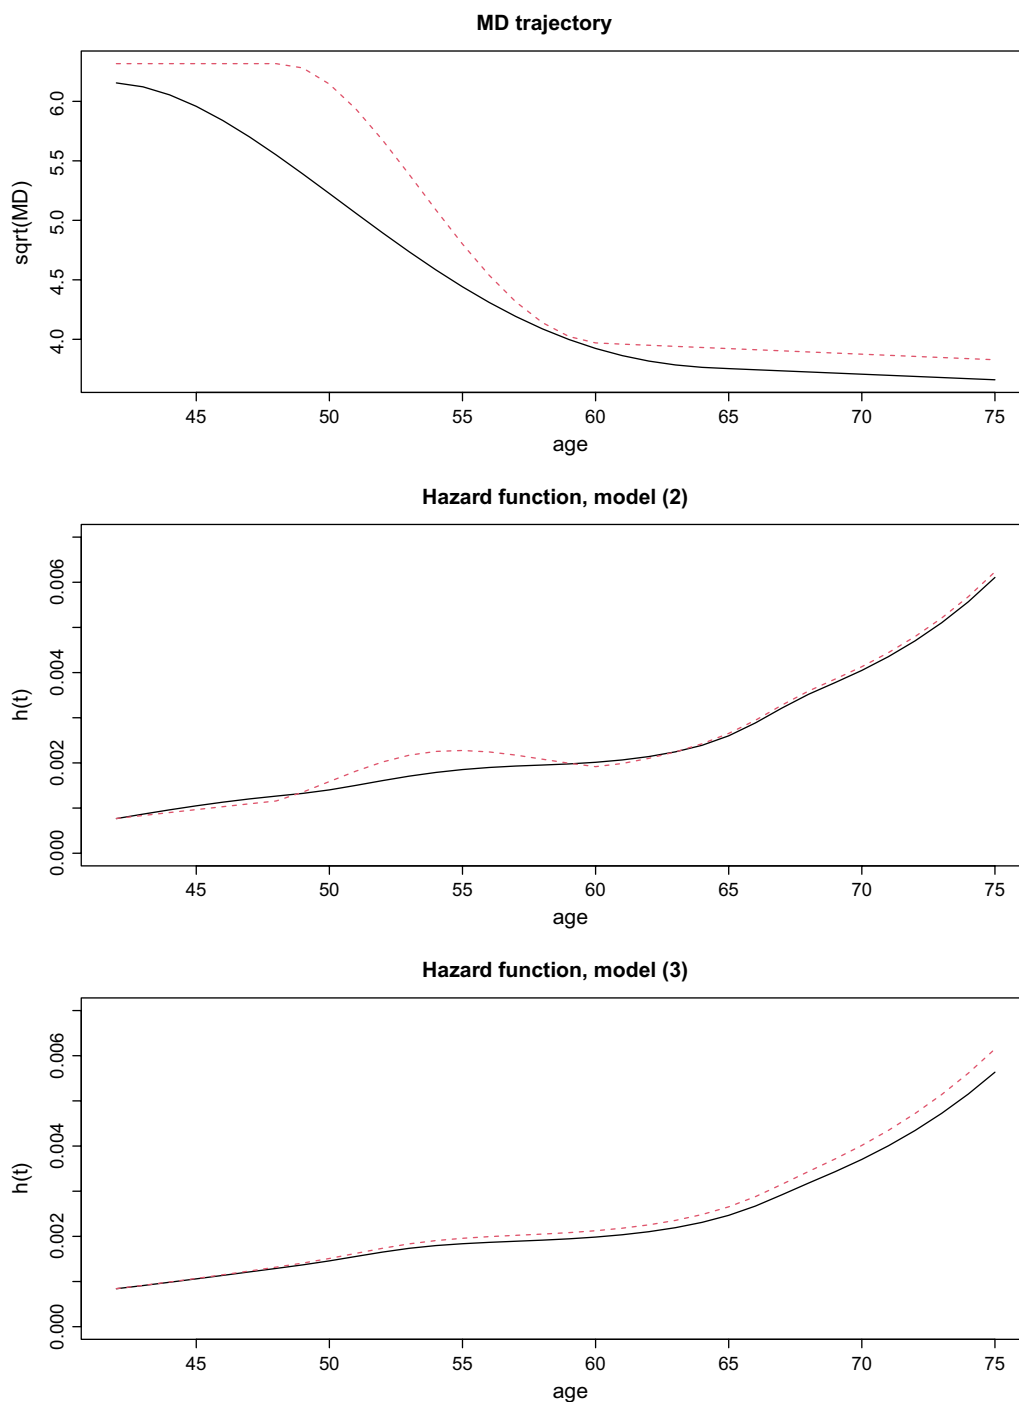 MD trajectory
sqrt(MD)
6.0
5.5
5.0
4.5
4.0
45 50 55 60 65 70 75
age
Hazard function, model (2)
h(t)
0.006
0.004
0.002
0.000
45 50 55 60 65 70 75
age
Hazard function, model (3)
h(t)
0.006
0.004
0.002
0.000
45 50 55 60 65 70 75
age